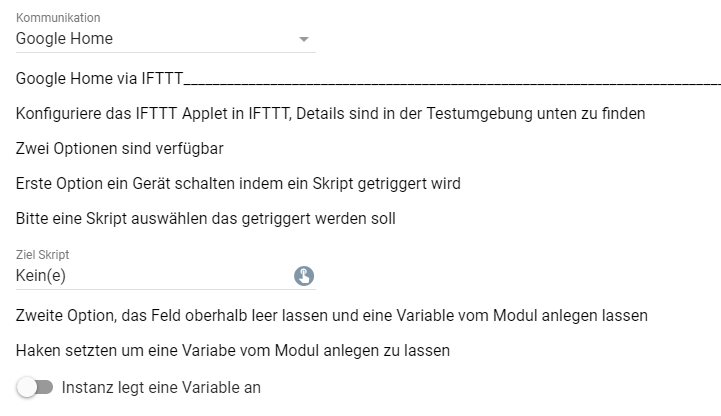 Kommunikation
Google Home
Google Home via IFTTT________________________________________________________________________
Konfiguriere das IFTTT Applet in IFTTT, Details sind in der Testumgebung unten zu finden
Zwei Optionen sind verfügbar
Erste Option ein Gerät schalten indem ein Skript getriggert wird
Bitte eine Skript auswählen das getriggert werden soll
Ziel Skript
Kein(e)
Zweite Option, das Feld oberhalb leer lassen und eine Variable vom Modul anlegen lassen
Haken setzten um eine Variabe vom Modul anlegen zu lassen
Instanz legt eine Variable an